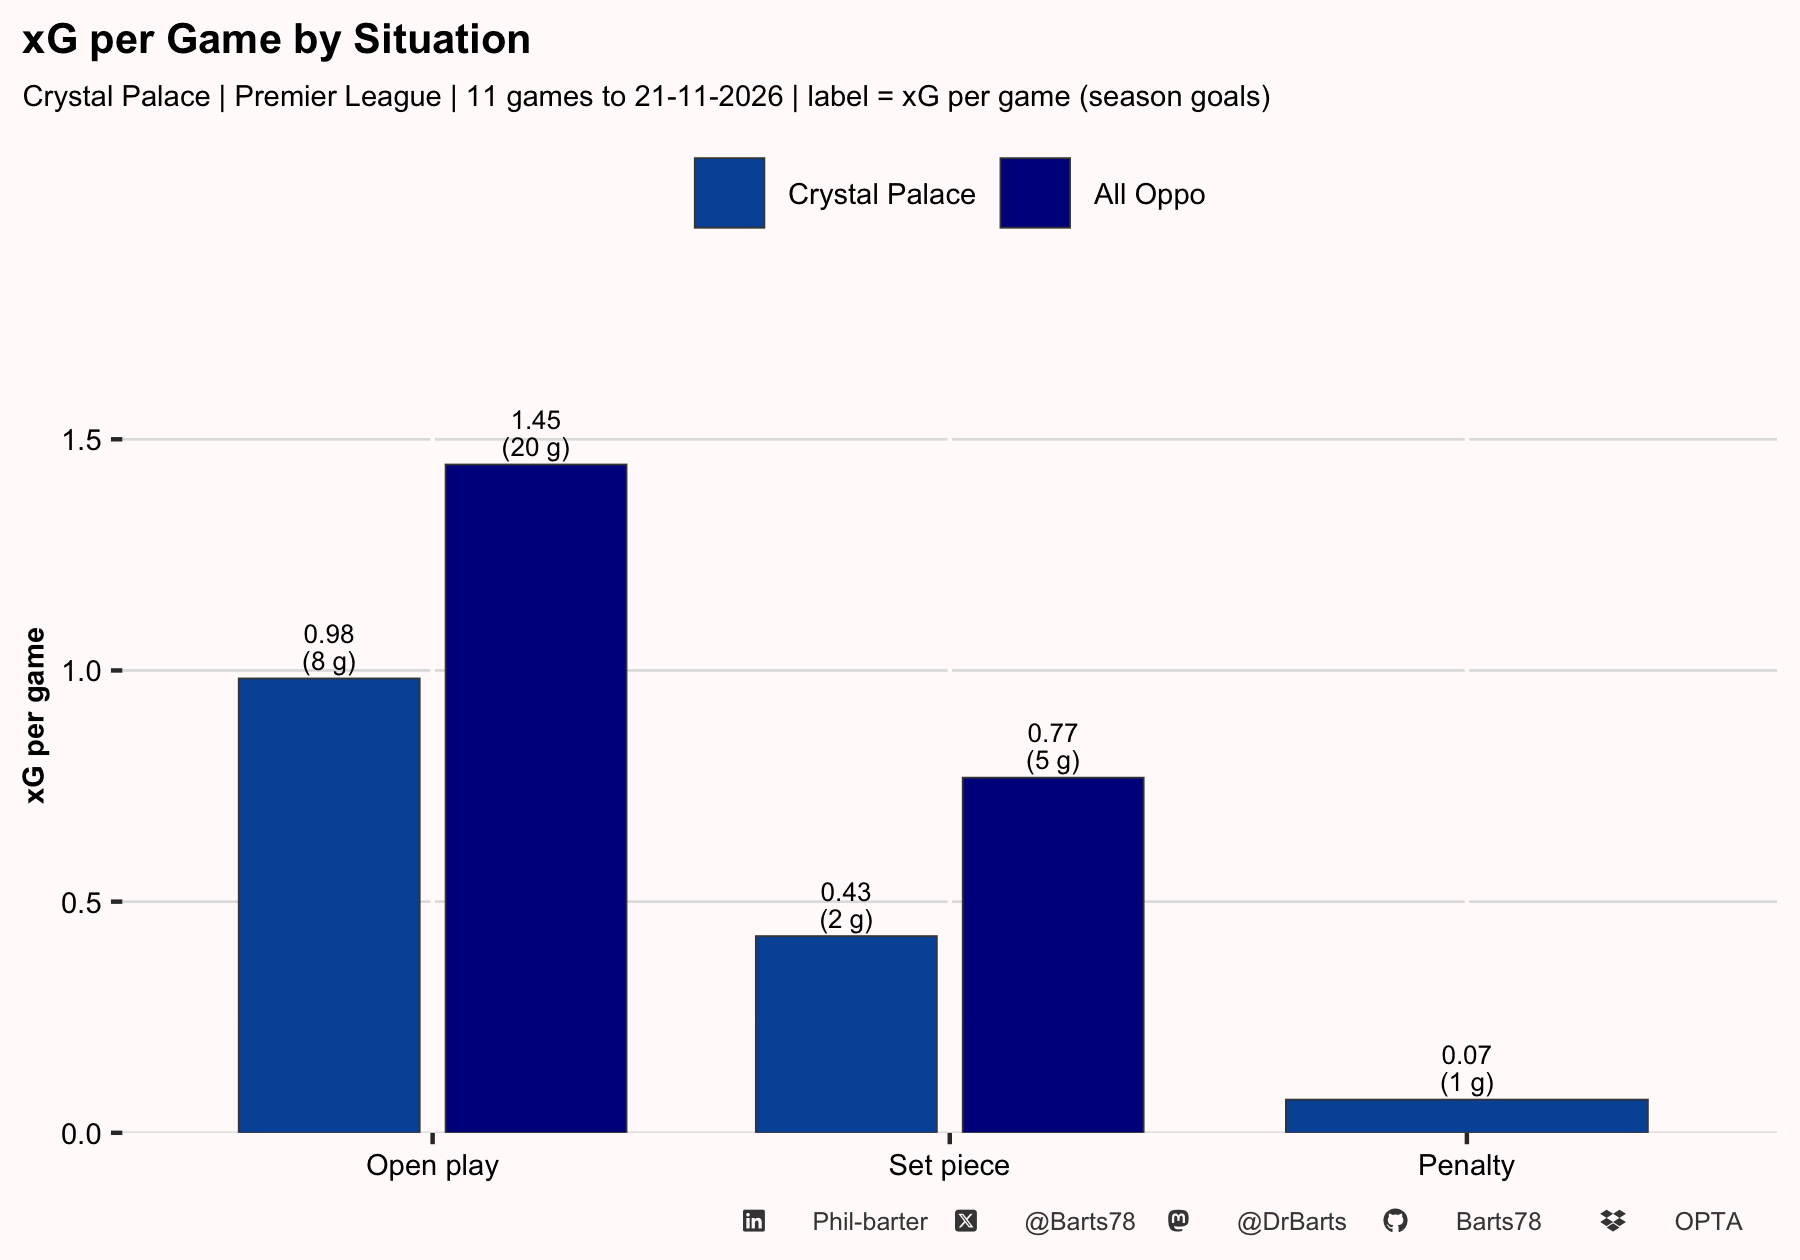 xG per Game by Situation
Crystal Palace | Premier League | 11 games to 21-11-2026 | label = xG per game (season goals)
Crystal Palace
All Oppo
xG per game
1.5
1.0
0.5
0.0
0.98
(8 g)
1.45
(20 g)
0.43
(2 g)
0.77
(5 g)
0.07
(1 g)
Open play
Set piece
Penalty
Phil-barter @Barts78 @DrBarts Barts78 OPTA